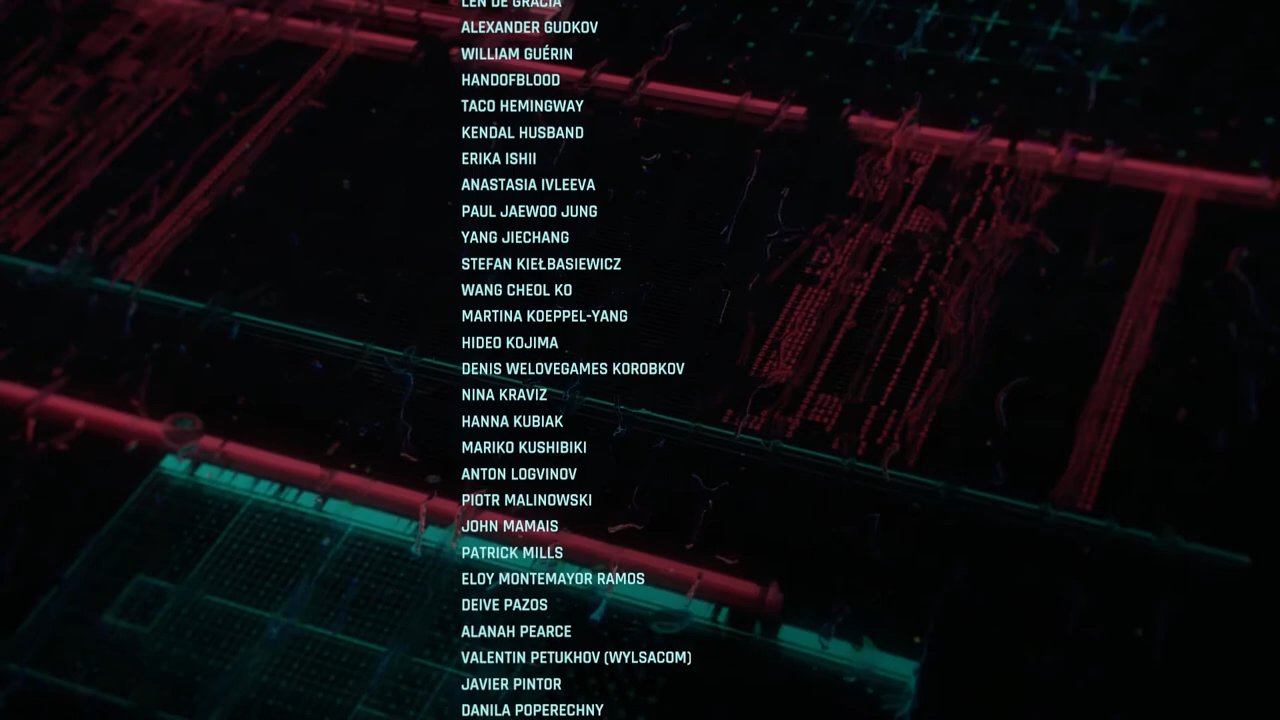 LEN DE GRACIA
ALEXANDER GUDKOV
WILLIAM GUÉRIN
HANDOFBLOOD
TACO HEMINGWAY
KENDAL HUSBAND
ERIKA ISHII
ANASTASIA IVLEEVA
PAUL JAEWOO JUNG
YANG JIECHANG
STEFAN KIEŁBASIEWICZ
WANG CHEOL KO
MARTINA KOEPPEL-YANG
HIDEO KOJIMA
DENIS WELOVEGAMES KOROBKOV
NINA KRAVIZ
HANNA KUBIAK
MARIKO KUSHIBIKI
ANTON LOGVINOV
PIOTR MALINOWSKI
JOHN MAMAIS
PATRICK MILLS
ELOY MONTEMAYOR RAMOS
DEIVE PAZOS
ALANAH PEARCE
VALENTIN PETUKHOV (WYLSACOM)
JAVIER PINTOR
DANILA POPERECHNY